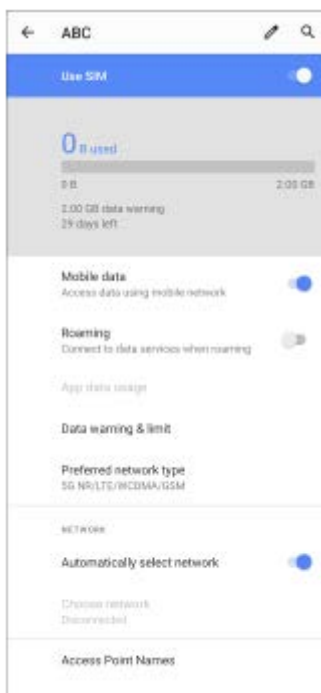 ABC
Use SIM
0 B used
0 B 2.00 GB
2.00 GB data warning
29 days left
Mobile data
Access data using mobile network
Roaming
Connect to data services when roaming
App data usage
Data warning & limit
Preferred network type
5G NR/LTE/WCDMA/GSM
NETWORK
Automatically select network
Choose network
Disconnected
Access Point Names